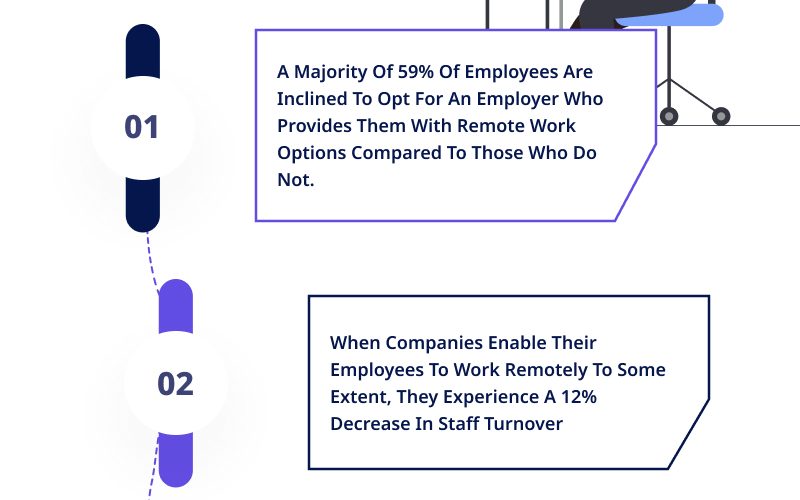 01
A Majority Of 59% Of Employees Are
Inclined To Opt For An Employer Who
Provides Them With Remote Work
Options Compared To Those Who Do
Not.
02
When Companies Enable Their
Employees To Work Remotely To Some
Extent, They Experience A 12%
Decrease In Staff Turnover